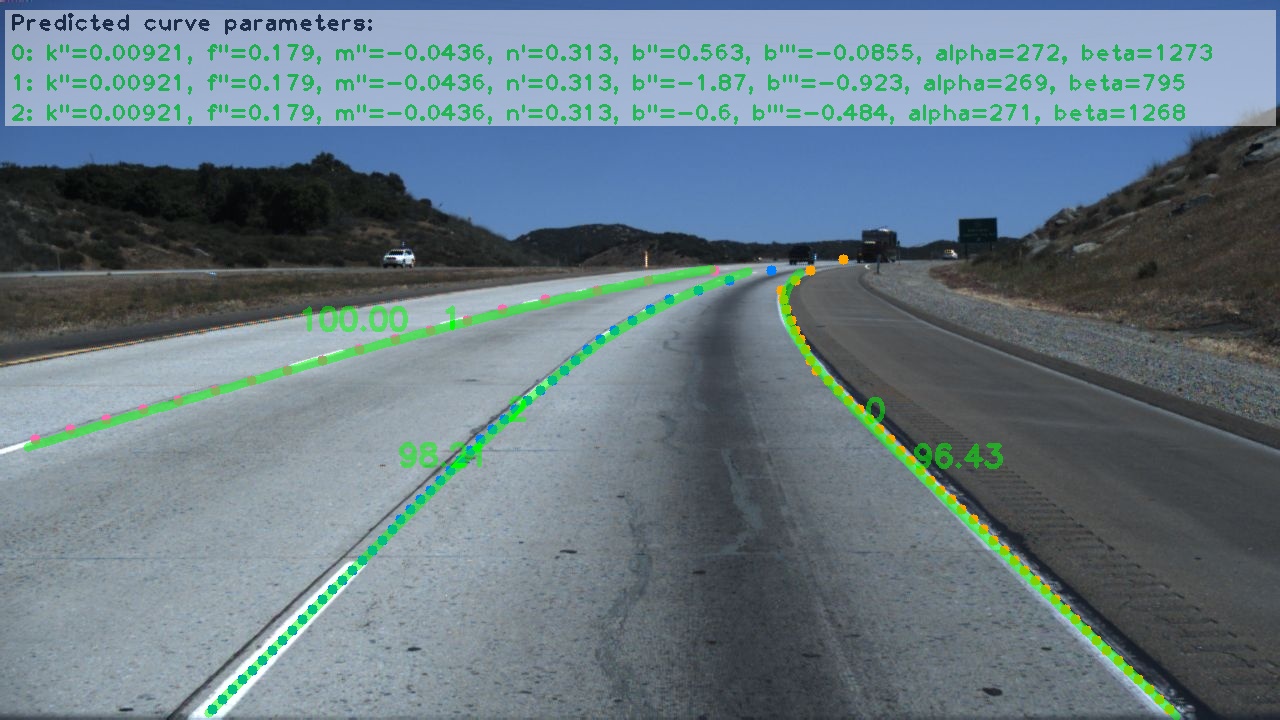 Predicted curve parameters:
0: k''=0.00921, f''=0.179, m''=-0.0436, n'=0.313, b''=0.563, b'''=-0.0855, alpha=272, beta=1273
1: k''=0.00921, f''=0.179, m''=-0.0436, n'=0.313, b''=-1.87, b'''=-0.923, alpha=269, beta=795
2: k''=0.00921, f''=0.179, m''=-0.0436, n'=0.313, b''=-0.6, b'''=-0.484, alpha=271, beta=1268
100.00 1
2
0
96.43